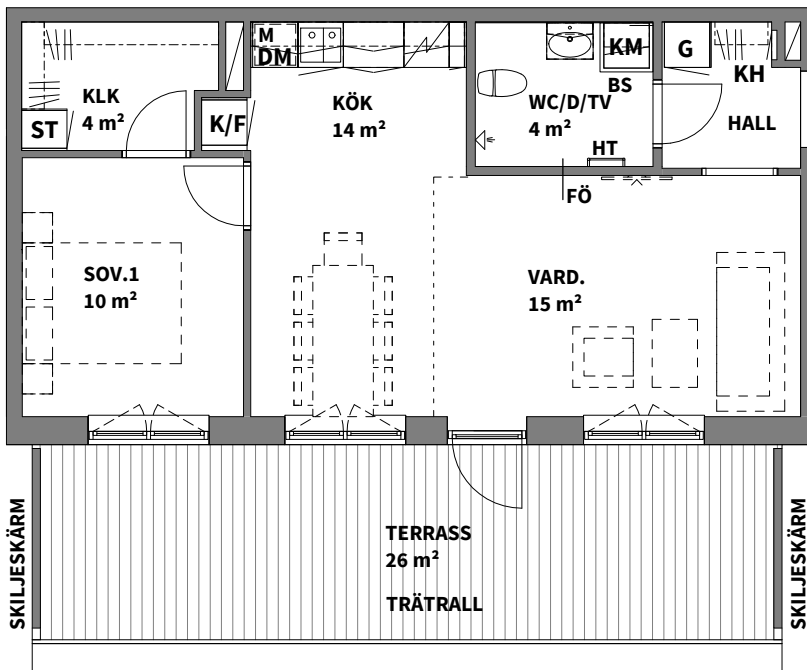 M
DM
KM
G
KLK
4 m²
KÖK
14 m²
BS
KH
WC/D/TV
4 m²
K/F
HALL
ST
HT
FÖ
SOV.1
10 m²
VARD.
15 m²
SKILJESKÄRM
TERRASS
26 m²
TRÄTRALL
SKILJESKÄRM